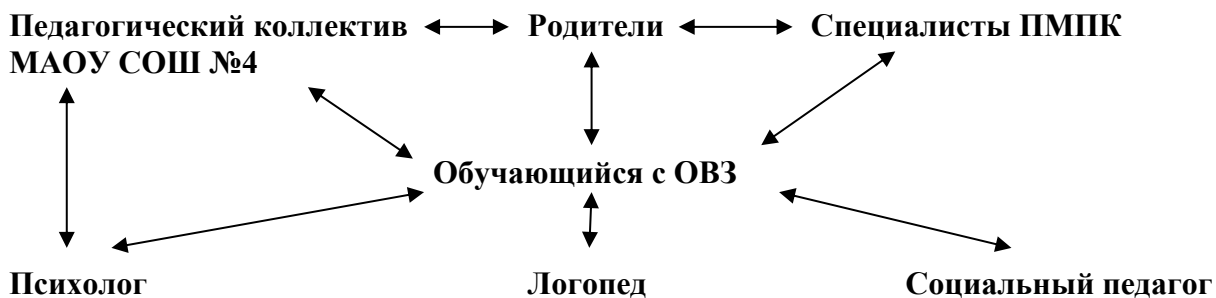 Педагогический коллектив Родители Специалисты ПМПК
МАОУ СОШ №4
Обучающийся с ОВЗ
Психолог Логопед Социальный педагог